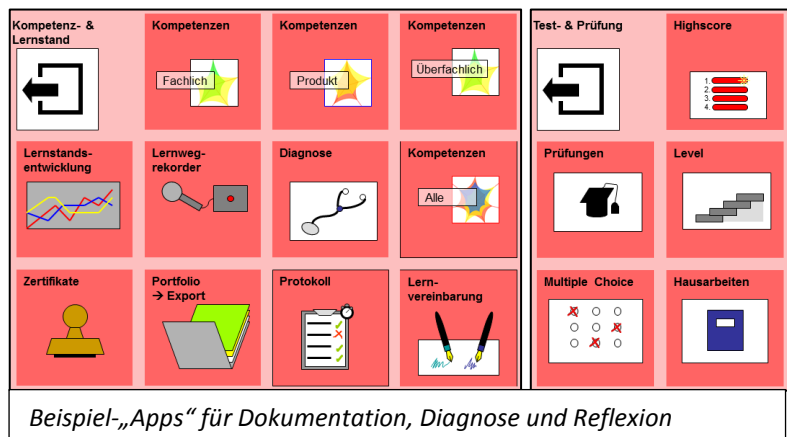 Kompetenz- &
Lernstand
Kompetenzen
Fachlich
Kompetenzen
Produkt
Kompetenzen
Überfachlich
Lernstands-
entwicklung
Lernweg-
rekorder
Diagnose
Kompetenzen
Alle
Zertifikate
Portfolio
→ Export
Protokoll
Lern-
vereinbarung
Test- & Prüfung
Highscore
1.
2.
3.
4.
Prüfungen
Level
Multiple Choice
Hausarbeiten
Beispiel-„Apps“ für Dokumentation, Diagnose und Reflexion